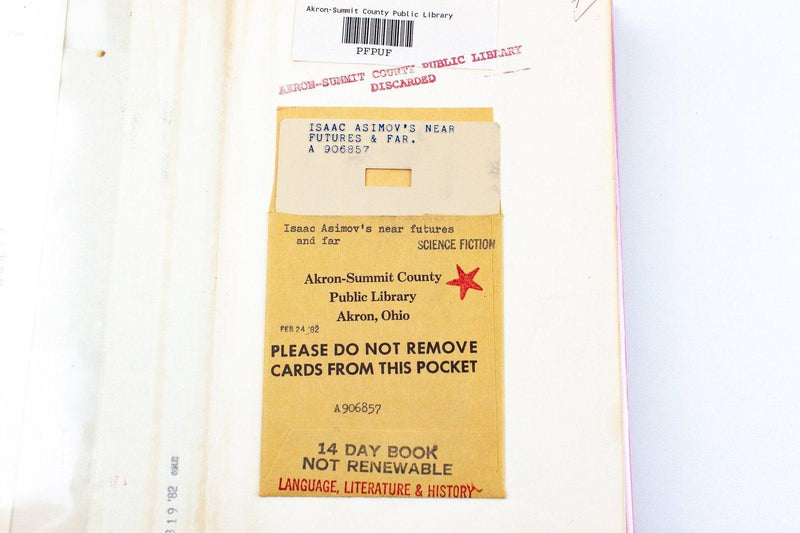 Akron-Summit County Public Library
PFPUF
AKRON-SUMMIT COUNTY PUBLIC LIBRARY
DISCARDED
ISAAC ASIMOV'S NEAR
FUTURES & FAR.
A 906857
Isaac Asimov's near futures
and far
SCIENCE FICTION
Akron-Summit County
Public Library
Akron, Ohio
FEB 24 '82
PLEASE DO NOT REMOVE
CARDS FROM THIS POCKET
A906857
14 DAY BOOK
NOT RENEWABLE
LANGUAGE, LITERATURE & HISTORY
19 '82